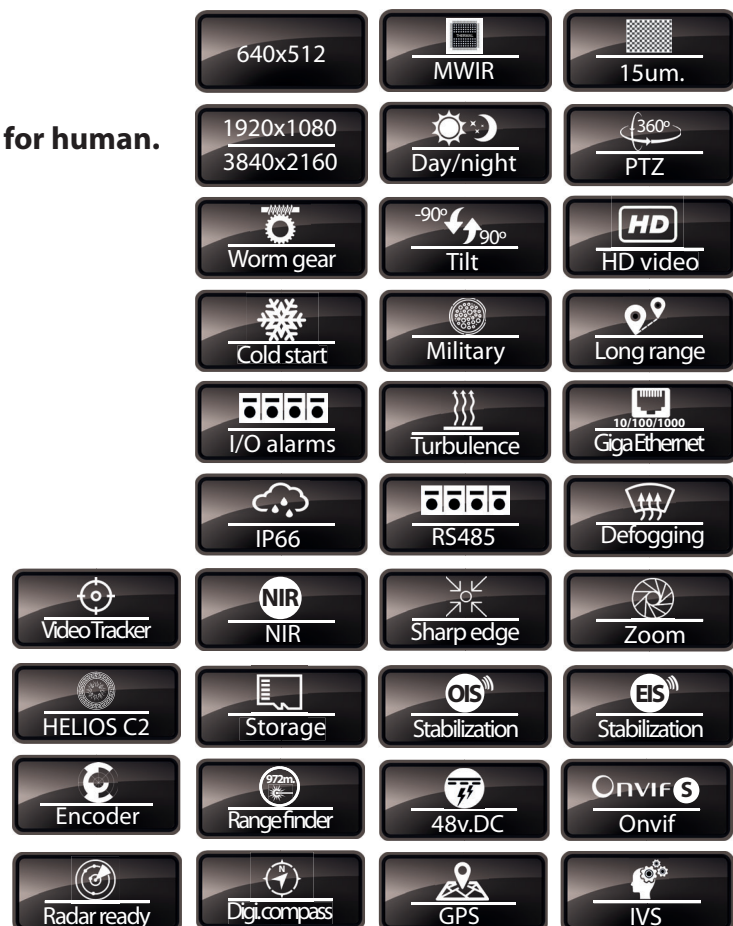 640x512
MWIR
15um.
for human.
1920x1080
3840x2160
Day/night
360º
PTZ
Worm gear
-90º
90º
Tilt
HD
HD video
Cold start
Military
Long range
I/O alarms
Turbulence
10/100/1000
Giga Ethernet
IP66
RS485
Defogging
Video Tracker
NIR
NIR
Sharp edge
Zoom
HELIOS C2
Storage
OIS
Stabilization
EIS
Stabilization
Encoder
972m.
Range finder
48v.DC
ONVIF S
Onvif
Radar ready
N
Digi.compass
GPS
IVS